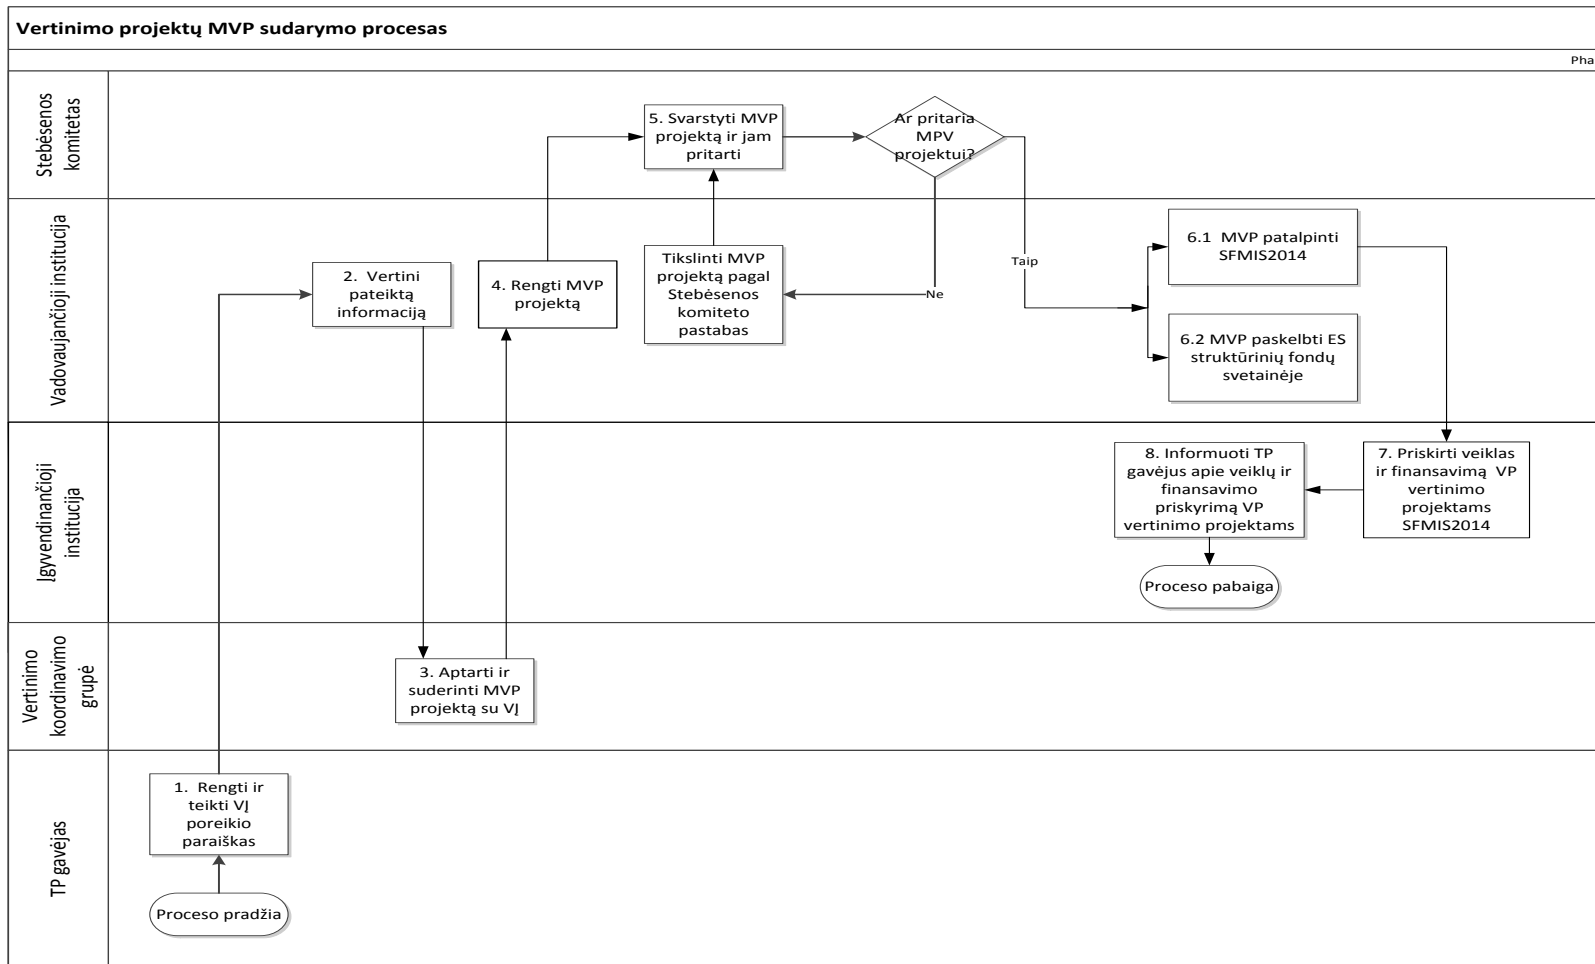 Vertinimo projektų MVP sudarymo procesas
Pha
Stebėsenos
komitetas
5. Svarstyti MVP
projektą ir jam
pritarti
Ar pritaria
MPV
projektui?
Vadovaujančioji institucija
2.  Vertini
pateiktą
informaciją
4. Rengti MVP
projektą
Tikslinti MVP
projektą pagal
Stebėsenos
komiteto
pastabas
Ne
Taip
6.1  MVP patalpinti
SFMIS2014
6.2 MVP paskelbti ES
struktūrinių fondų
svetainėje
Įgyvendinančioji
institucija
8. Informuoti TP
gavėjus apie veiklų ir
finansavimo
priskyrimą VP
vertinimo projektams
7. Priskirti veiklas
ir finansavimą  VP
vertinimo
projektams
SFMIS2014
Proceso pabaiga
Vertinimo
koordinavimo
grupė
3. Aptarti ir
suderinti MVP
projektą su VĮ
TP gavėjas
1.  Rengti ir
teikti VĮ
poreikio
paraiškas
Proceso pradžia